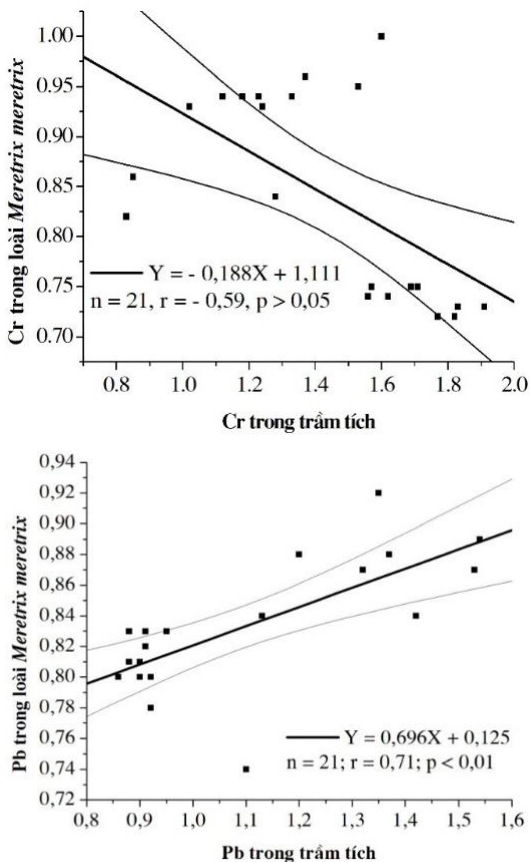 Cr trong loài Meretrix meretrix
1.00
0.95
0.90
0.85
0.80
0.75
0.70
Y = - 0,188X + 1,111
n = 21, r = - 0,59, p > 0,05
0.8 1.0 1.2 1.4 1.6 1.8 2.0
Cr trong trầm tích
Pb trong loài Meretrix meretrix
0,94
0,92
0,90
0,88
0,86
0,84
0,82
0,80
0,78
0,76
0,74
0,72
Y = 0,696X + 0,125
n = 21; r = 0,71; p < 0,01
0,8 0,9 1,0 1,1 1,2 1,3 1,4 1,5 1,6
Pb trong trầm tích